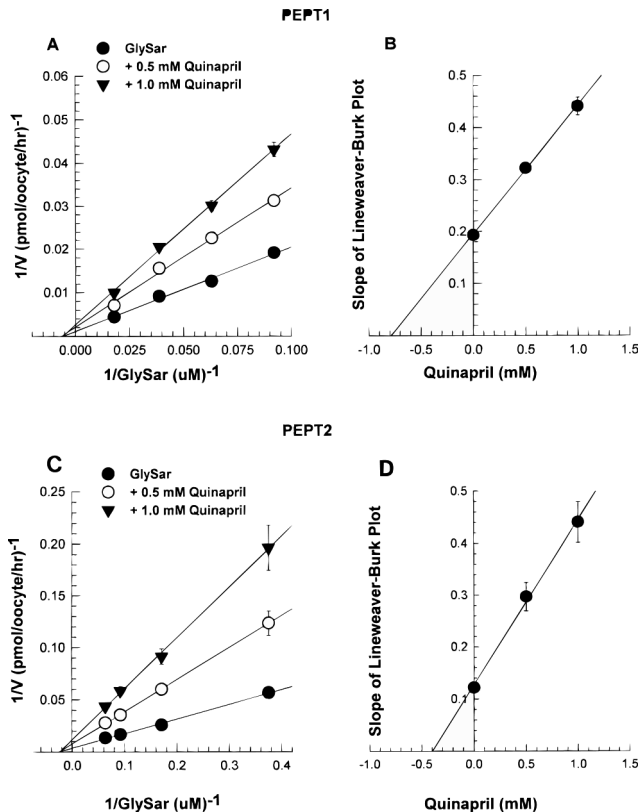 PEPT1
A
GlySar
+ 0.5 mM Quinapril
+ 1.0 mM Quinapril
0.06
0.05
0.04
0.03
0.02
0.01
1/V (pmol/oocyte/hr)-1
0.000 0.025 0.050 0.075 0.100
1/GlySar (uM)-1
B
0.5
0.4
0.3
0.2
0.1
Slope of Lineweaver-Burk Plot
-1.0 -0.5 0.0 0.5 1.0 1.5
Quinapril (mM)
PEPT2
C
GlySar
+ 0.5 mM Quinapril
+ 1.0 mM Quinapril
0.25
0.20
0.15
0.10
0.05
1/V (pmol/oocyte/hr)-1
0.0 0.1 0.2 0.3 0.4
1/GlySar (uM)-1
D
0.5
0.4
0.3
0.2
0.1
Slope of Lineweaver-Burk Plot
-1.0 -0.5 0.0 0.5 1.0 1.5
Quinapril (mM)